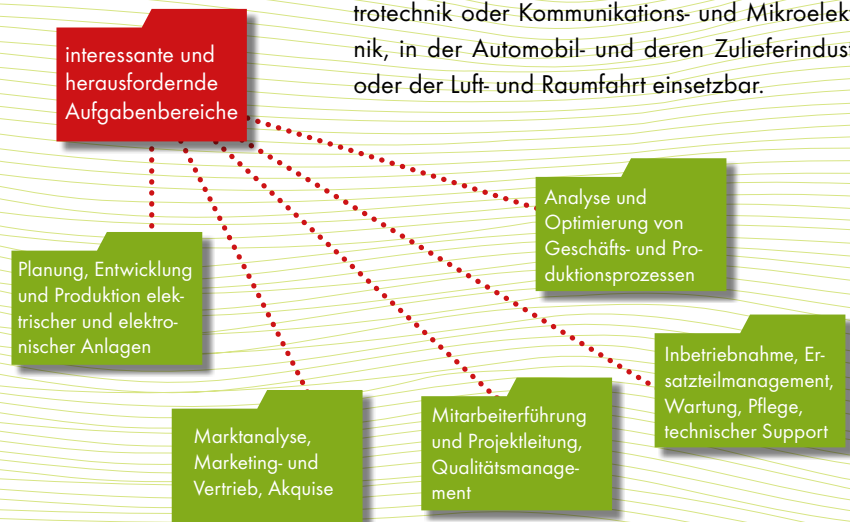 trotechnik oder Kommunikations- und Mikroelekt
nik, in der Automobil- und deren Zulieferindust
oder der Luft- und Raumfahrt einsetzbar.
interessante und
herausfordernde
Aufgabenbereiche
Analyse und
Optimierung von
Geschäfts- und Pro-
duktionsprozessen
Planung, Entwicklung
und Produktion elek-
trischer und elektro-
nischer Anlagen
Inbetriebnahme, Er-
satzteilmanagement,
Wartung, Pflege,
technischer Support
Marktanalyse,
Marketing- und
Vertrieb, Akquise
Mitarbeiterführung
und Projektleitung,
Qualitätsmanage-
ment